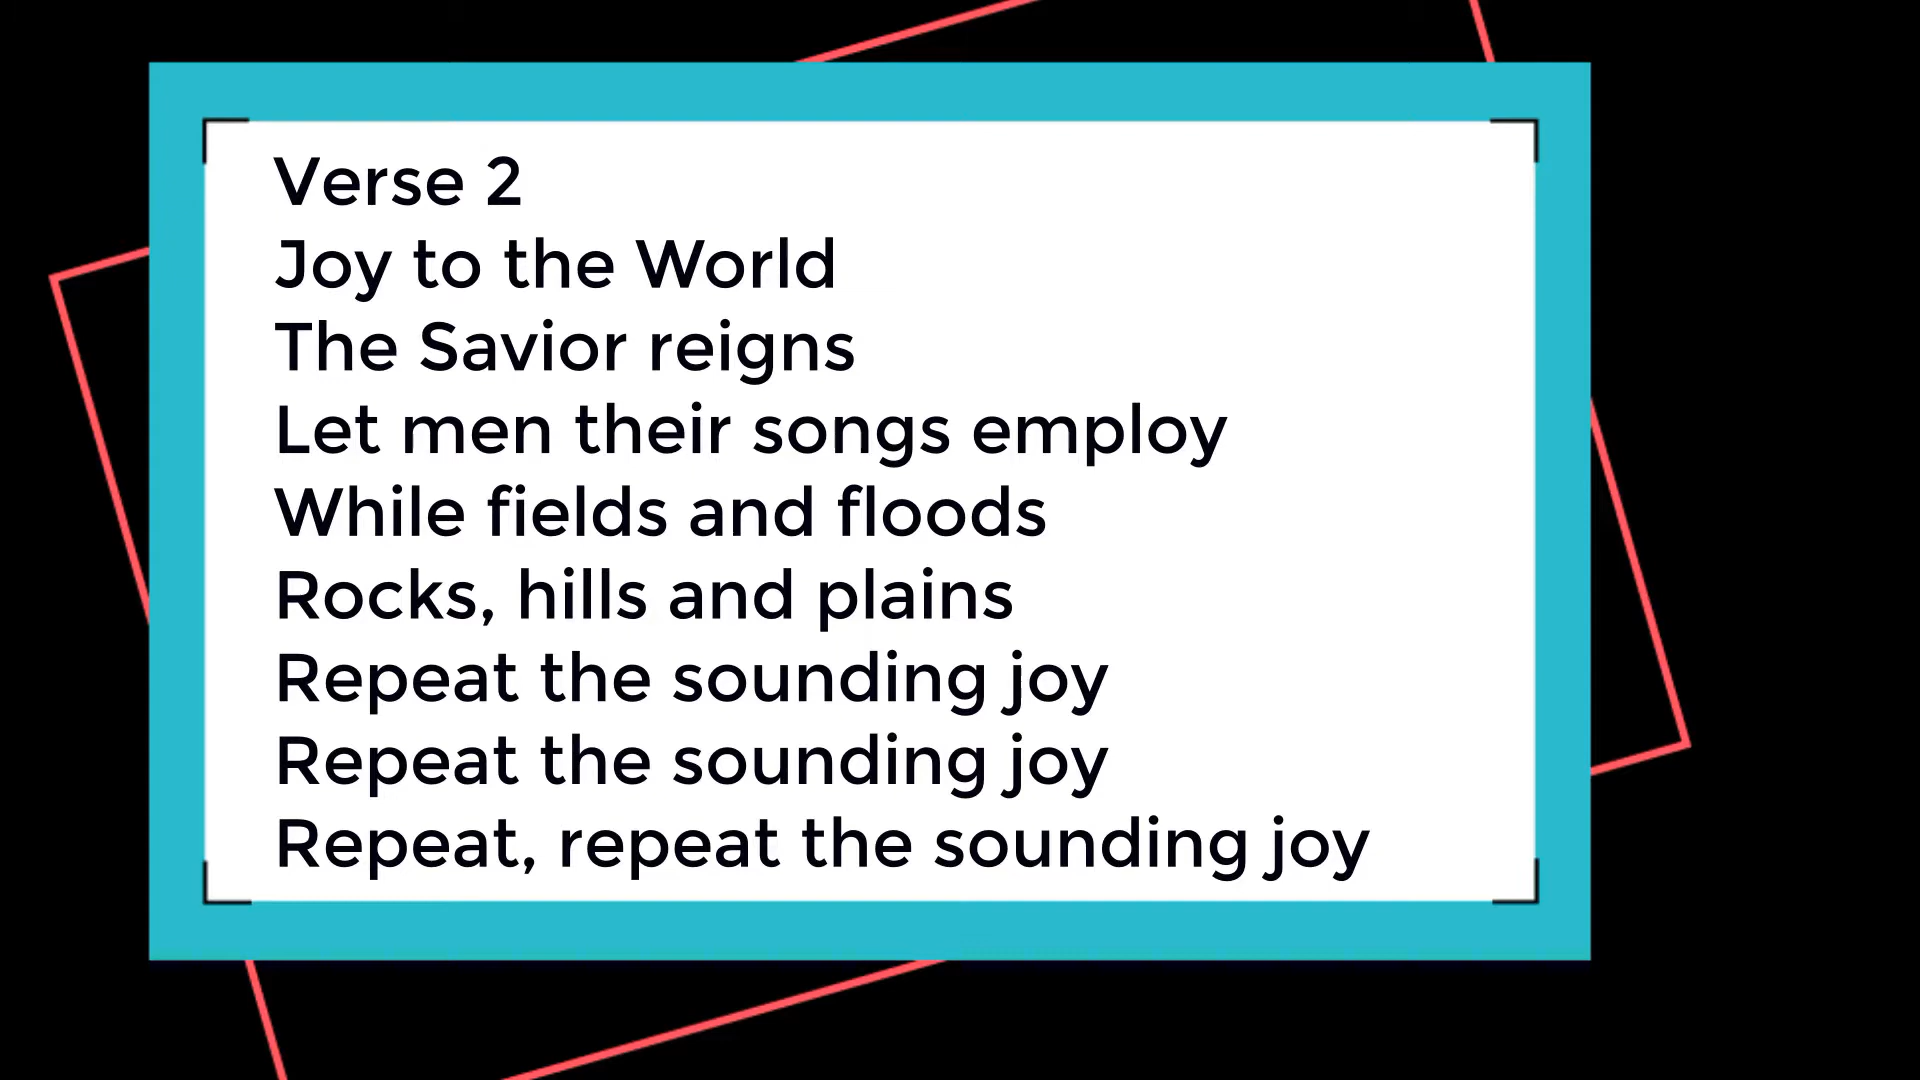 Verse 2
Joy to the World
The Savior reigns
Let men their songs employ
While fields and floods
Rocks, hills and plains
Repeat the sounding joy
Repeat the sounding joy
Repeat, repeat the sounding joy